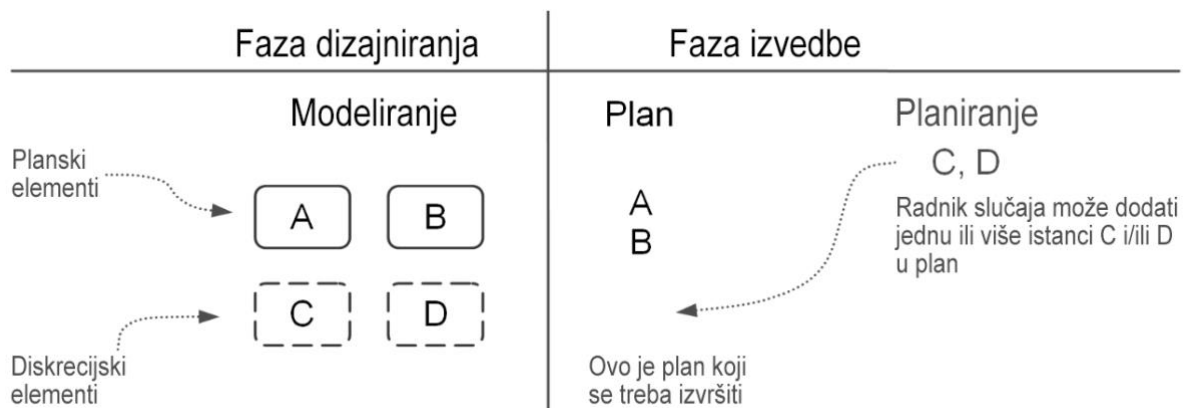 Faza dizajniranja
Faza izvedbe
Modeliranje
Plan
Planiranje
Planski
elementi
A
B
C
D
Diskrecijski
elementi
A
B
Ovo je plan koji
se treba izvršiti
C, D
Radnik slučaja može dodati
jednu ili više istanci C i/ili D
u plan